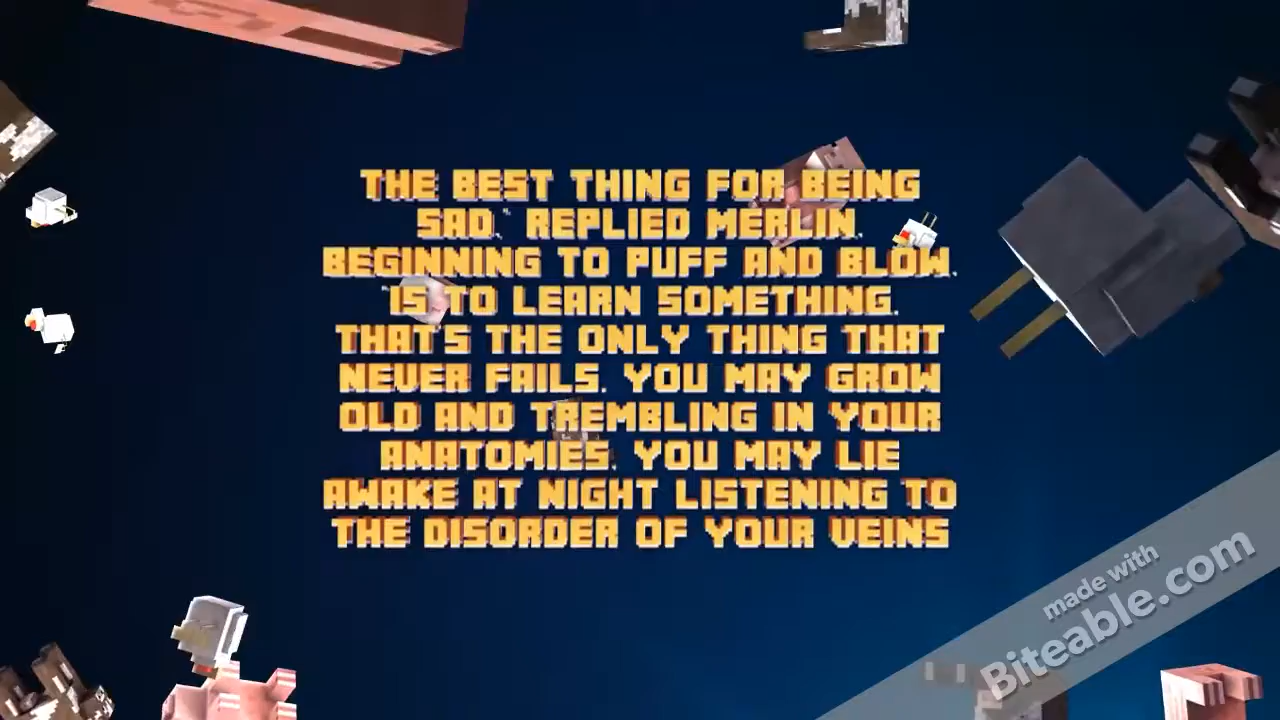 THE BEST THING FOR BEING
SAD," REPLIED MERLIN,
BEGINNING TO PUFF AND BLOW,
"IS TO LEARN SOMETHING.
THAT'S THE ONLY THING THAT
NEVER FAILS. YOU MAY GROW
OLD AND TREMBLING IN YOUR
ANATOMIES, YOU MAY LIE
AWAKE AT NIGHT LISTENING TO
THE DISORDER OF YOUR VEINS
made with
Biteable.com